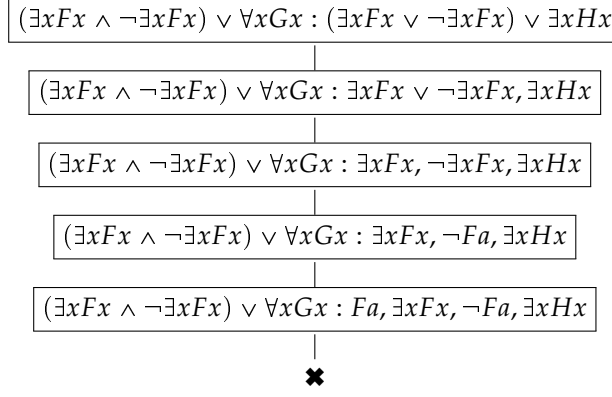 (∃xFx ∧ ¬∃xFx) ∨ ∀xGx : (∃xFx ∨ ¬∃xFx) ∨ ∃xHx
(∃xFx ∧ ¬∃xFx) ∨ ∀xGx : ∃xFx ∨ ¬∃xFx, ∃xHx
(∃xFx ∧ ¬∃xFx) ∨ ∀xGx : ∃xFx, ¬∃xFx, ∃xHx
(∃xFx ∧ ¬∃xFx) ∨ ∀xGx : ∃xFx, ¬Fa, ∃xHx
(∃xFx ∧ ¬∃xFx) ∨ ∀xGx : Fa, ∃xFx, ¬Fa, ∃xHx
✖